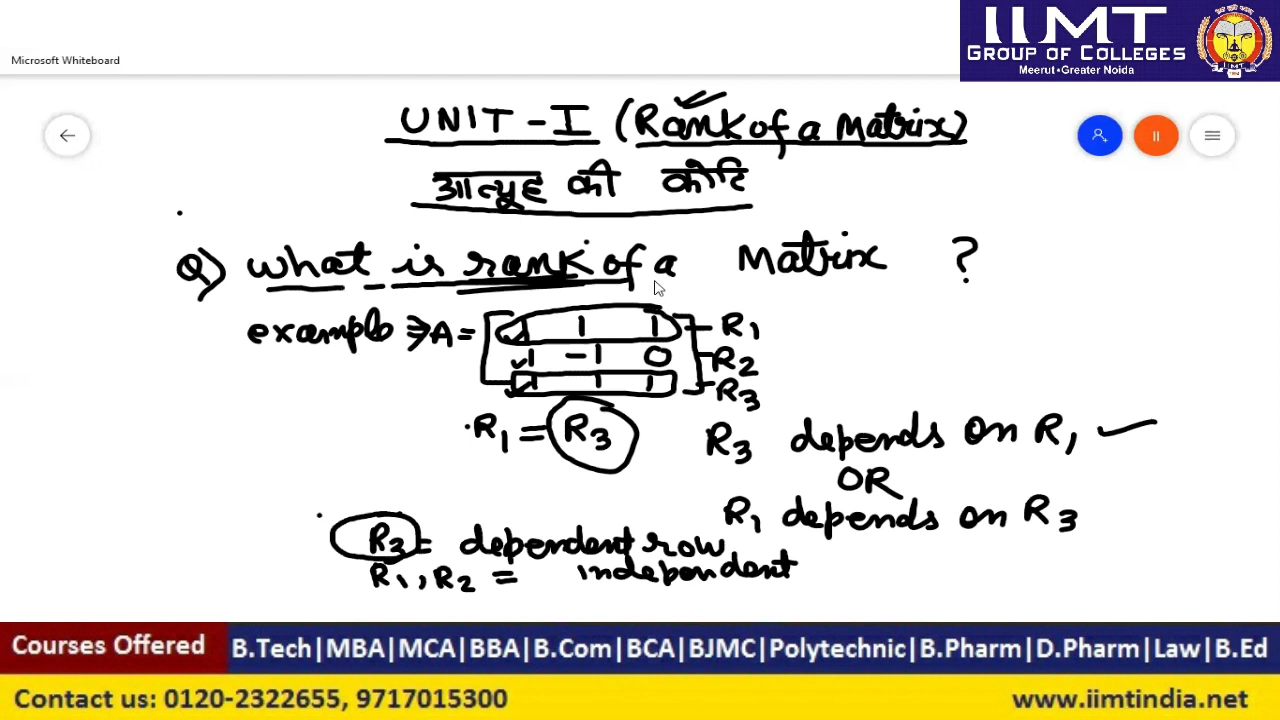 IIMT
GROUP OF COLLEGES
Meerut•Greater Noida
Microsoft Whiteboard
UNIT-I (Rank of a Matrix)
आव्यूह की कोटि
Q) What is rank of a Matrix ?
example ⇒ A = [ 1 1 1 ] - R1
1 -1 0 - R2
1 1 1 - R3
R1 = R3
R3 depends on R1 ✓
OR
R1 depends on R3
R3 = dependent row
R1, R2 = independent
Courses Offered B.Tech|MBA|MCA|BBA|B.Com|BCA|BJMC|Polytechnic|B.Pharm|D.Pharm|Law|B.Ed
Contact us: 0120-2322655, 9717015300 www.iimtindia.net